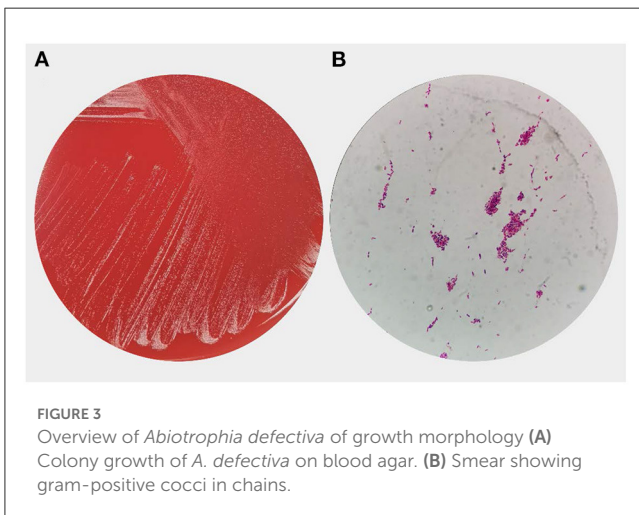 A
B
FIGURE 3
Overview of Abiotrophia defectiva of growth morphology (A)
Colony growth of A. defectiva on blood agar. (B) Smear showing
gram-positive cocci in chains.